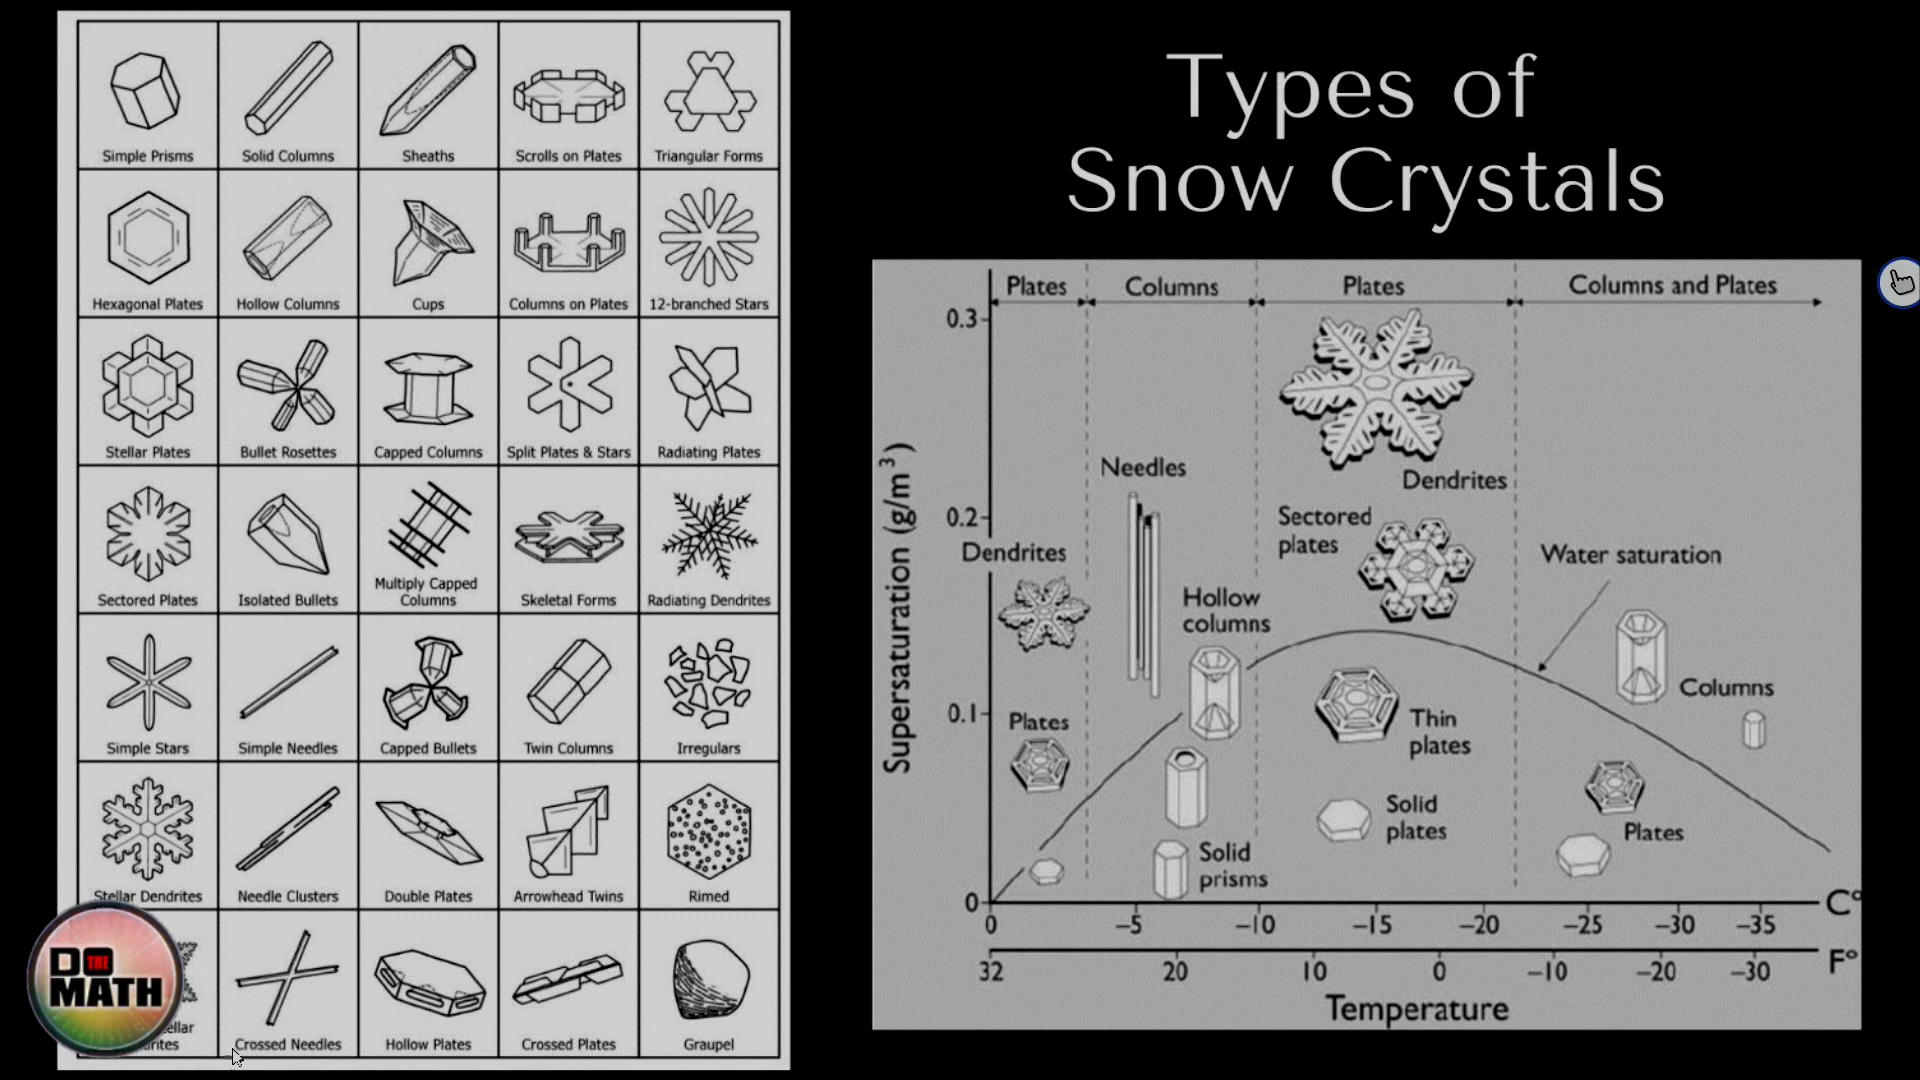 Types of
Snow Crystals
Simple Prisms
Solid Columns
Sheaths
Scrolls on Plates
Triangular Forms
Hexagonal Plates
Hollow Columns
Cups
Columns on Plates
12-branched Stars
Stellar Plates
Bullet Rosettes
Capped Columns
Split Plates & Stars
Radiating Plates
Sectored Plates
Isolated Bullets
Multiply Capped
Columns
Skeletal Forms
Radiating Dendrites
Simple Stars
Simple Needles
Capped Bullets
Twin Columns
Irregulars
Stellar Dendrites
Needle Clusters
Double Plates
Arrowhead Twins
Rimed
Crossed Needles
Hollow Plates
Crossed Plates
Graupel
DO THE
MATH
Plates
Columns
Plates
Columns and Plates
0.3
0.2
0.1
0
Supersaturation (g/m³)
Dendrites
Needles
Sectored
plates
Dendrites
Water saturation
Hollow
columns
Columns
Plates
Thin
plates
Solid
plates
Plates
Solid
prisms
0 −5 −10 −15 −20 −25 −30 −35 C°
32 20 10 0 −10 −20 −30 F°
Temperature